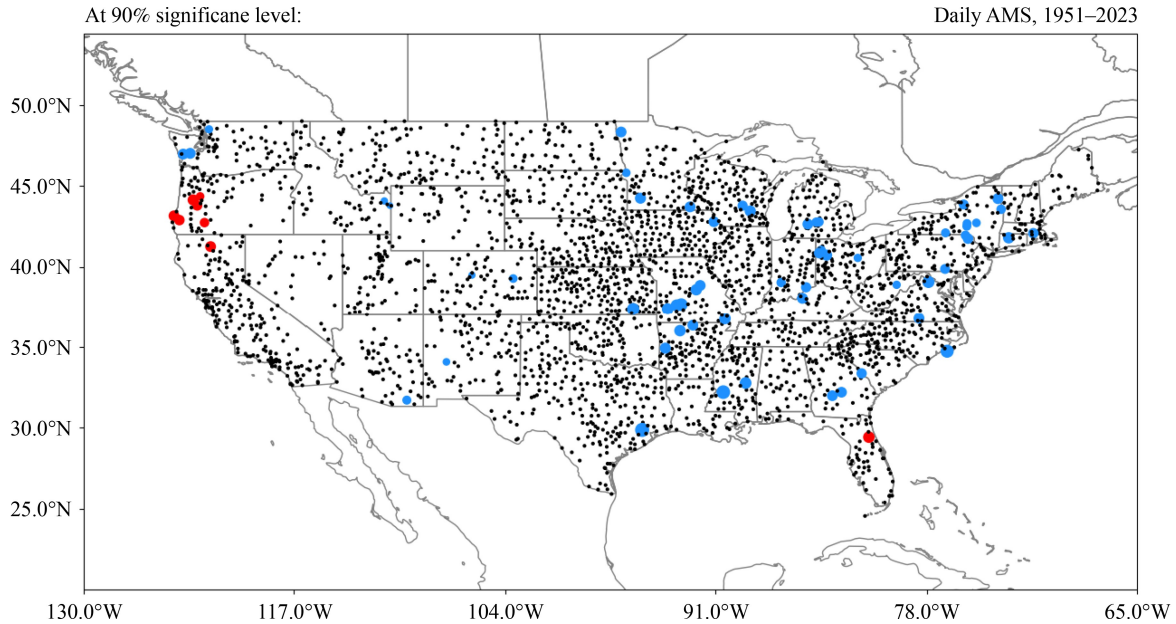 At 90% significane level:
Daily AMS, 1951–2023
50.0°N
45.0°N
40.0°N
35.0°N
30.0°N
25.0°N
130.0°W
117.0°W
104.0°W
91.0°W
78.0°W
65.0°W